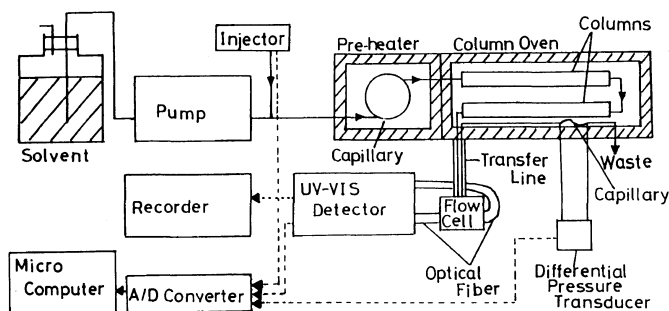 Injector
Pre-heater
Column Oven
Columns
Pump
Solvent
Capillary
Transfer
Line
Waste
Capillary
UV-VIS
Detector
Recorder
Flow
Cell
Optical
Fiber
Micro
Computer
A/D Converter
Differential
Pressure
Transducer